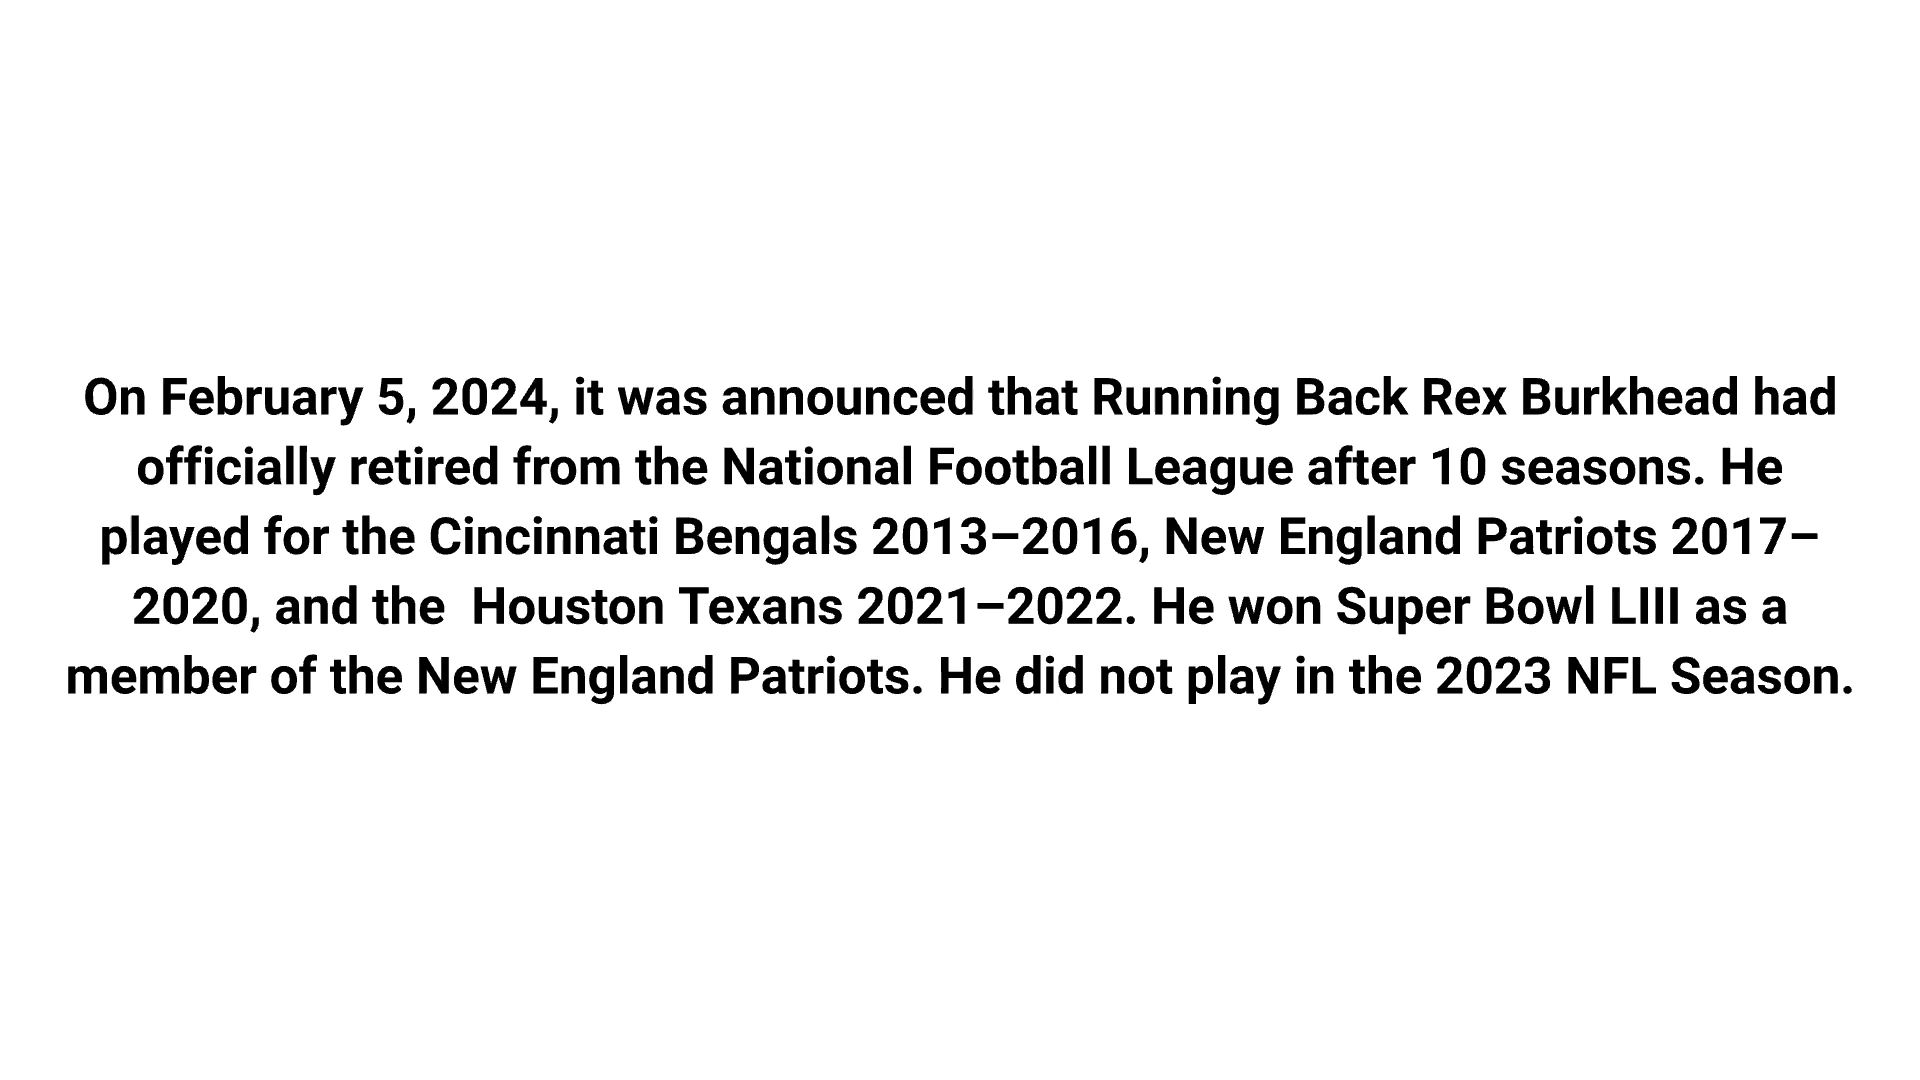 On February 5, 2024, it was announced that Running Back Rex Burkhead had
officially retired from the National Football League after 10 seasons. He
played for the Cincinnati Bengals 2013–2016, New England Patriots 2017–
2020, and the  Houston Texans 2021–2022. He won Super Bowl LIII as a
member of the New England Patriots. He did not play in the 2023 NFL Season.